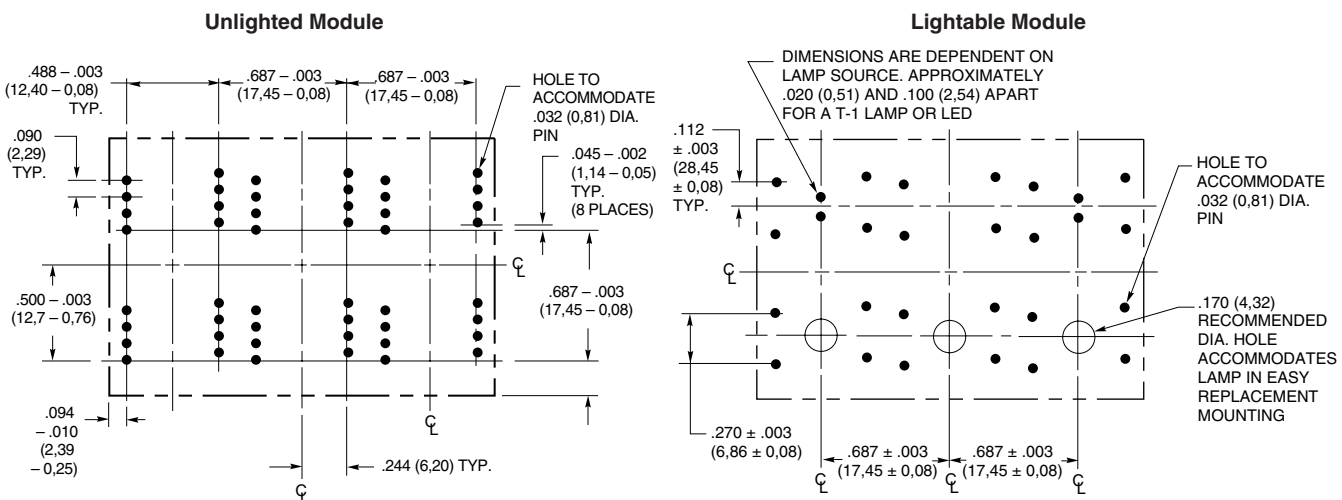 Unlighted Module
.488 – .003
(12,40 – 0,08)
TYP.
.687 – .003
(17,45 – 0,08)
.687 – .003
(17,45 – 0,08)
HOLE TO
ACCOMMODATE
.032 (0,81) DIA.
PIN
.090
(2,29)
TYP.
.045 – .002
(1,14 – 0,05)
TYP.
(8 PLACES)
℄
.500 – .003
(12,7 – 0,76)
.687 – .003
(17,45 – 0,08)
.094
– .010
(2,39
– 0,25)
℄
.244 (6,20) TYP.
℄
Lightable Module
DIMENSIONS ARE DEPENDENT ON
LAMP SOURCE. APPROXIMATELY
.020 (0,51) AND .100 (2,54) APART
FOR A T-1 LAMP OR LED
.112
± .003
(28,45
± 0,08)
TYP.
HOLE TO
ACCOMMODATE
.032 (0,81) DIA.
PIN
℄
.170 (4,32)
RECOMMENDED
DIA. HOLE
ACCOMMODATES
LAMP IN EASY
REPLACEMENT
MOUNTING
.270 ± .003
(6,86 ± 0,08)
.687 ± .003
(17,45 ± 0,08)
.687 ± .003
(17,45 ± 0,08)
℄
℄
℄